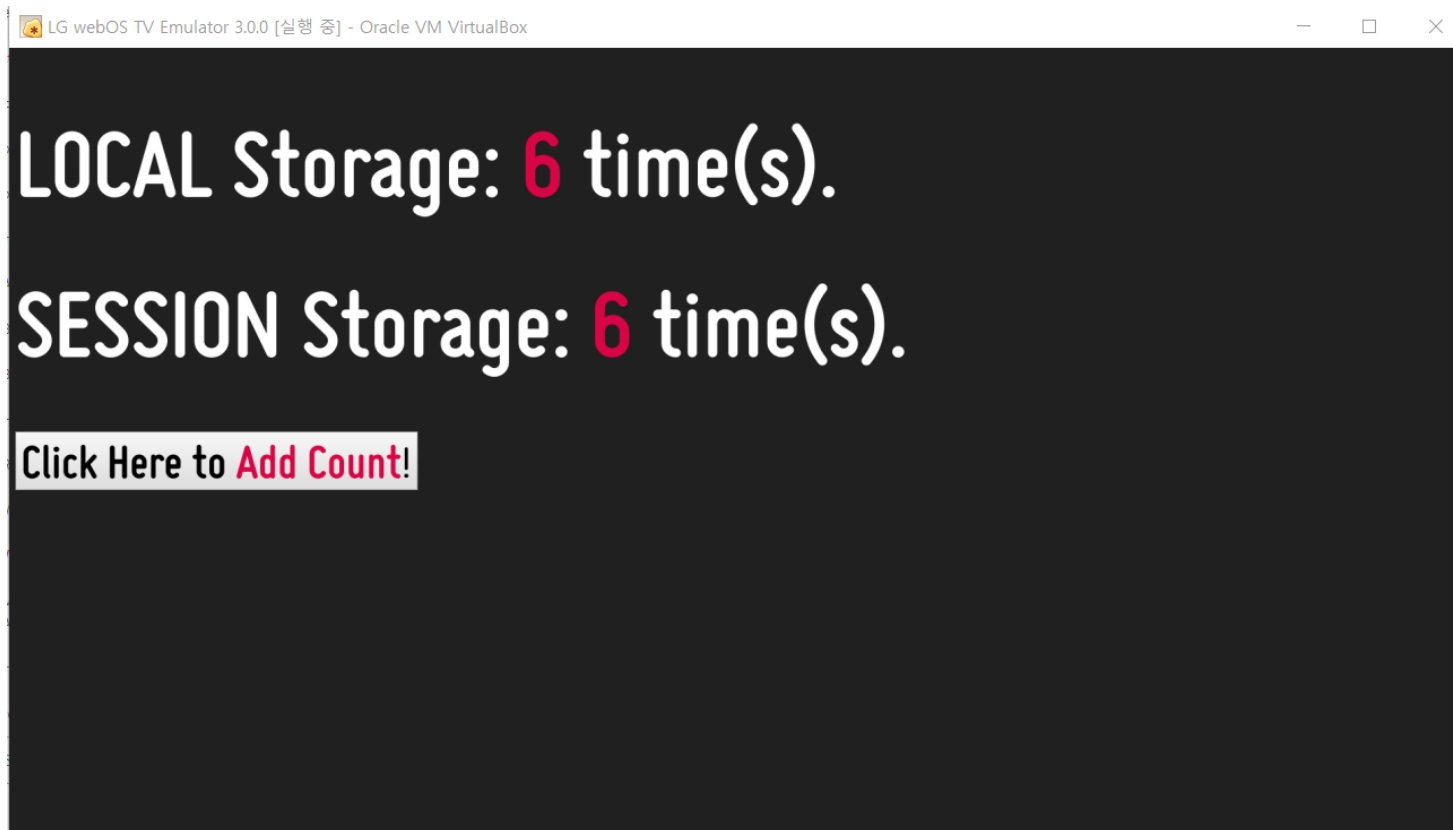 LG webOS TV Emulator 3.0.0 [실행 중] - Oracle VM VirtualBox
LOCAL Storage: 6 time(s).
SESSION Storage: 6 time(s).
Click Here to Add Count!